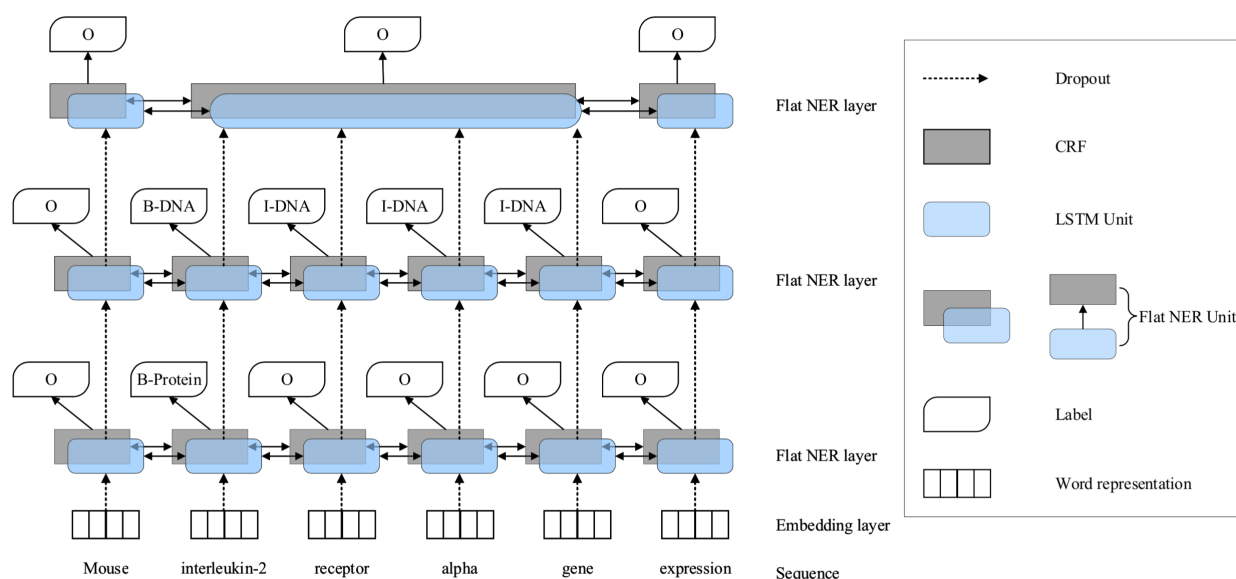 O O O
Flat NER layer
O B-DNA I-DNA I-DNA I-DNA O
Flat NER layer
O B-Protein O O O O
Flat NER layer
Embedding layer
Mouse interleukin-2 receptor alpha gene expression
Sequence
Dropout
CRF
LSTM Unit
Flat NER Unit
Label
Word representation